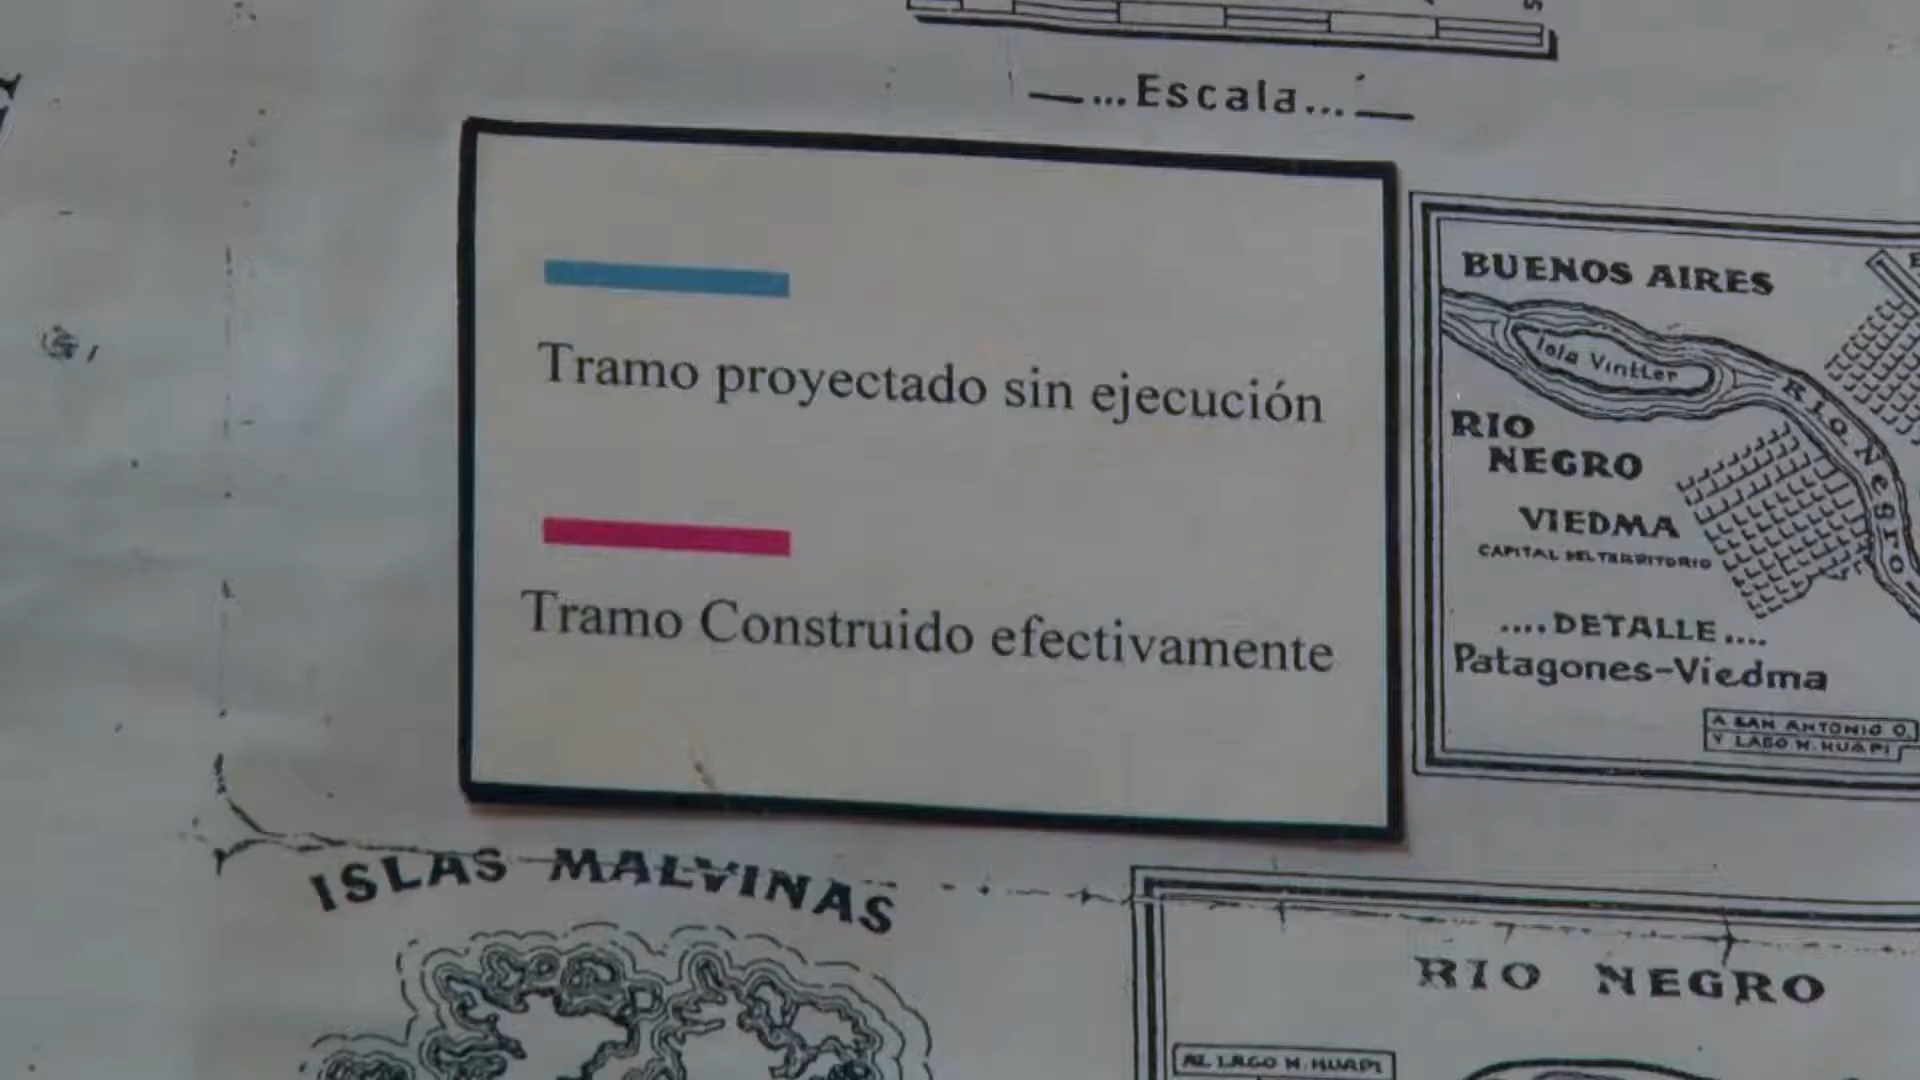 ...Escala...
Tramo proyectado sin ejecución
Tramo Construido efectivamente
BUENOS AIRES
Isla Vintter
RIO NEGRO
RIO
NEGRO
VIEDMA
CAPITAL DEL TERRITORIO
....DETALLE....
Patagones-Viedma
A SAN ANTONIO O.
Y LAGO N. HUAPI
ISLAS MALVINAS
RIO NEGRO
AL LAGO N. HUAPI